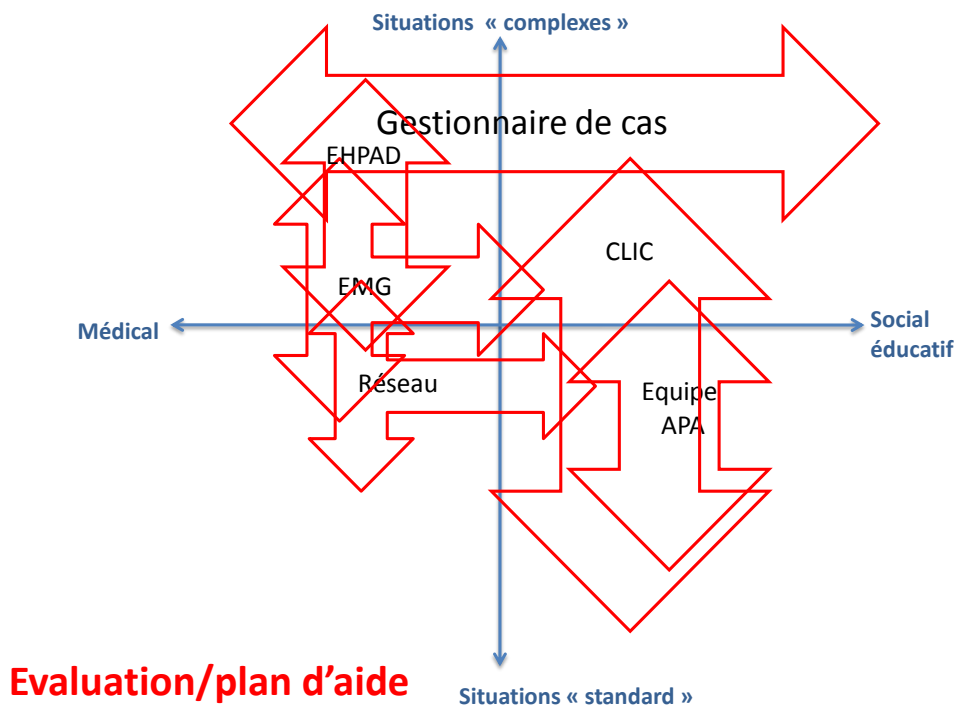 Situations « complexes »
Gestionnaire de cas
EHPAD
CLIC
EMG
Médical
Social
éducatif
Réseau
Equipe
APA
Evaluation/plan d’aide
Situations « standard »